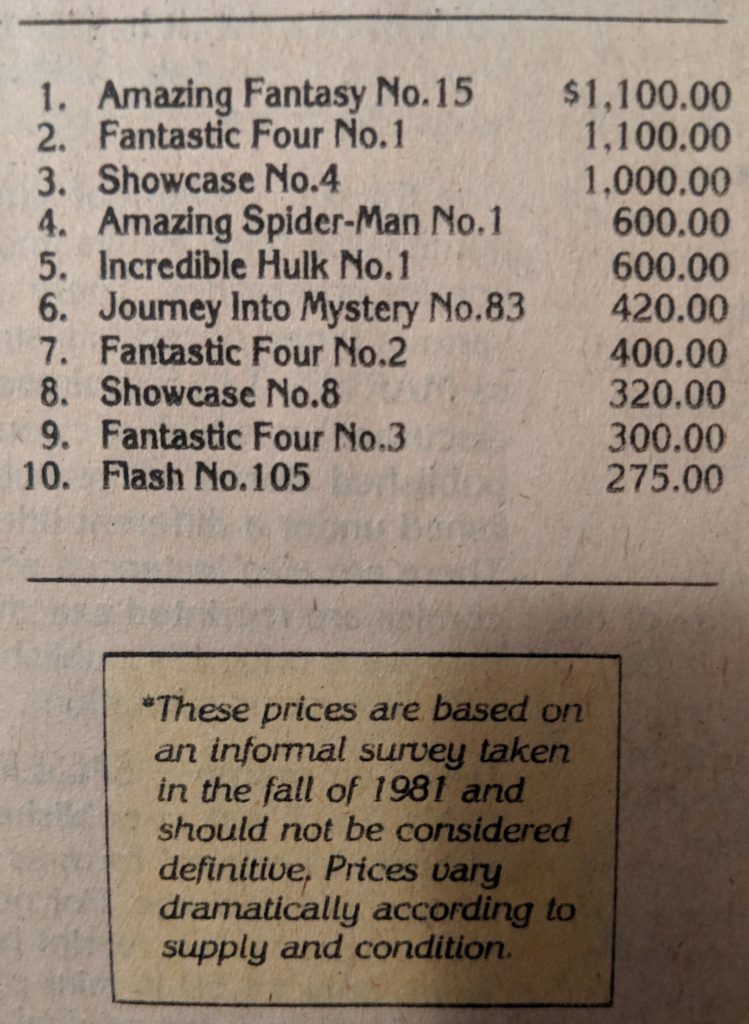 1. Amazing Fantasy No.15 $1,100.00
2. Fantastic Four No.1 1,100.00
3. Showcase No.4 1,000.00
4. Amazing Spider-Man No.1 600.00
5. Incredible Hulk No.1 600.00
6. Journey Into Mystery No.83 420.00
7. Fantastic Four No.2 400.00
8. Showcase No.8 320.00
9. Fantastic Four No.3 300.00
10. Flash No.105 275.00
*These prices are based on
an informal survey taken
in the fall of 1981 and
should not be considered
definitive. Prices vary
dramatically according to
supply and condition.